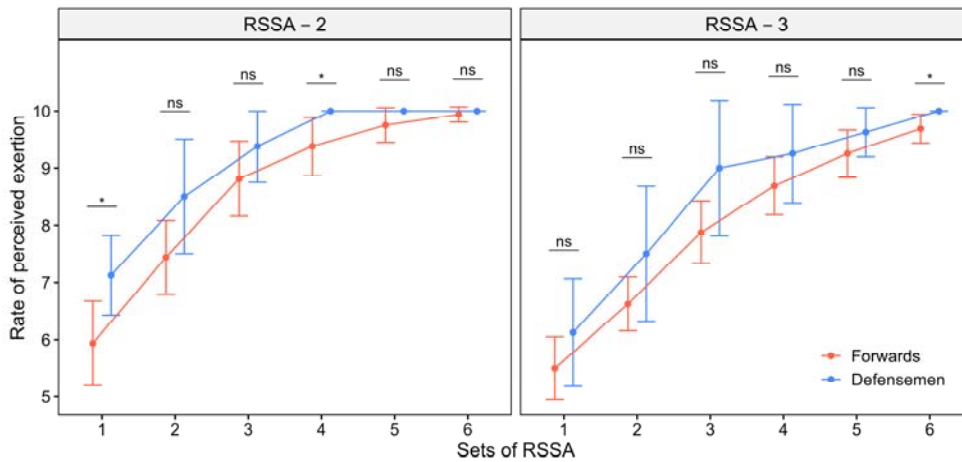 RSSA – 2
RSSA – 3
Rate of perceived exertion
10
9
8
7
6
5
*
ns
ns
*
ns
ns
ns
ns
ns
ns
ns
*
Forwards
Defensemen
1 2 3 4 5 6
1 2 3 4 5 6
Sets of RSSA